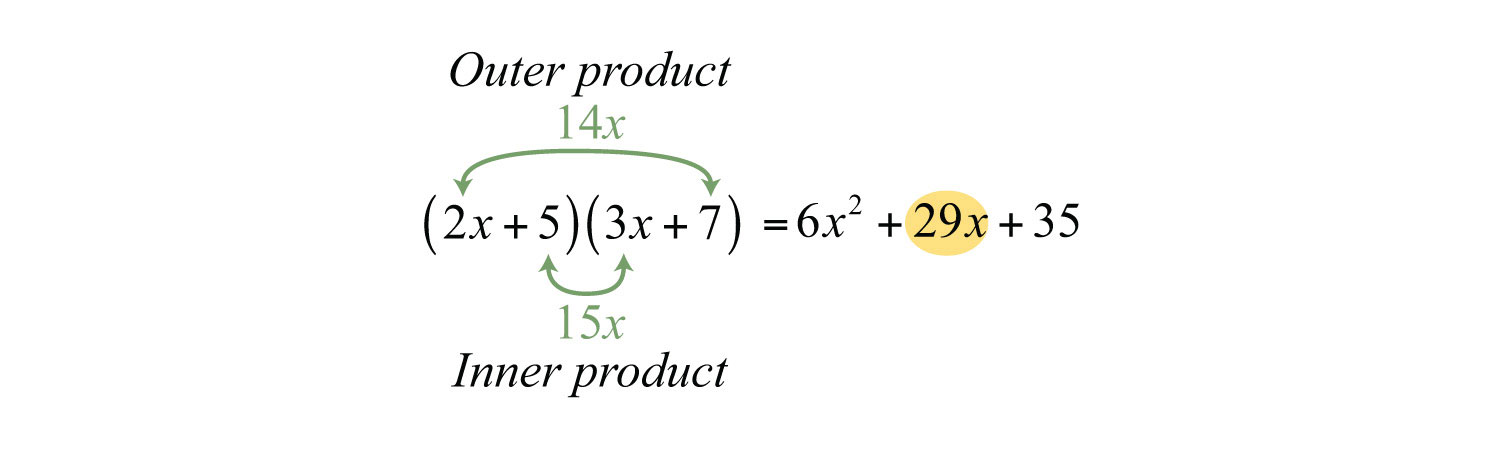 Outer product
14x
(2x + 5)(3x + 7) = 6x² + 29x + 35
15x
Inner product